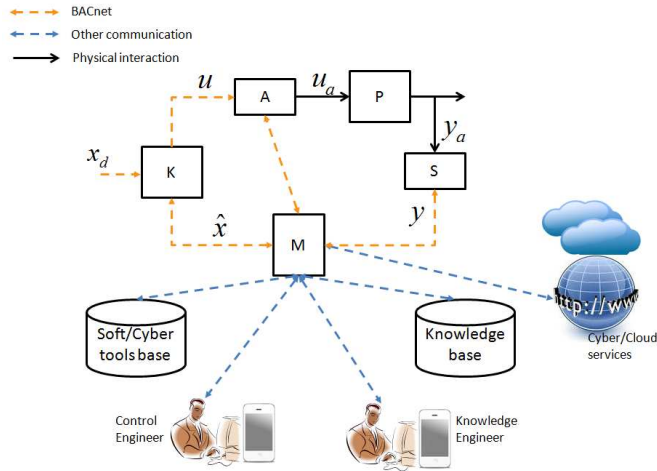 BACnet
Other communication
Physical interaction
u
A
u_a
P
y_a
x_d
K
S
x̂
y
M
http://www
Soft/Cyber
tools base
Knowledge
base
Cyber/Cloud
services
Control
Engineer
Knowledge
Engineer